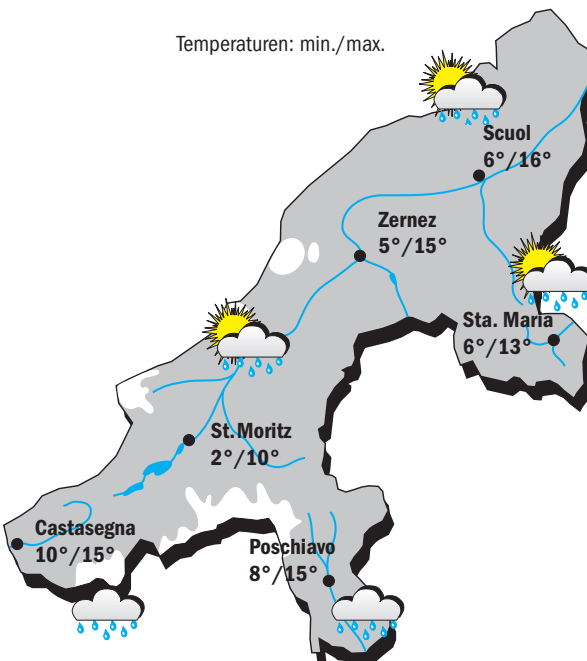 Temperaturen: min./max.
Scuol
6°/16°
Zernez
5°/15°
Sta. Maria
6°/13°
St. Moritz
2°/10°
Castasegna
10°/15°
Poschiavo
8°/15°